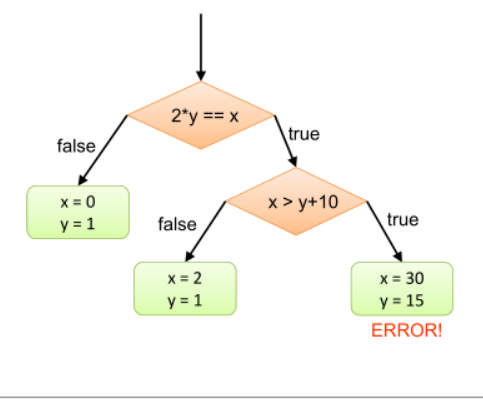 2*y == x
false
true
x = 0
y = 1
x > y+10
false
true
x = 2
y = 1
x = 30
y = 15
ERROR!